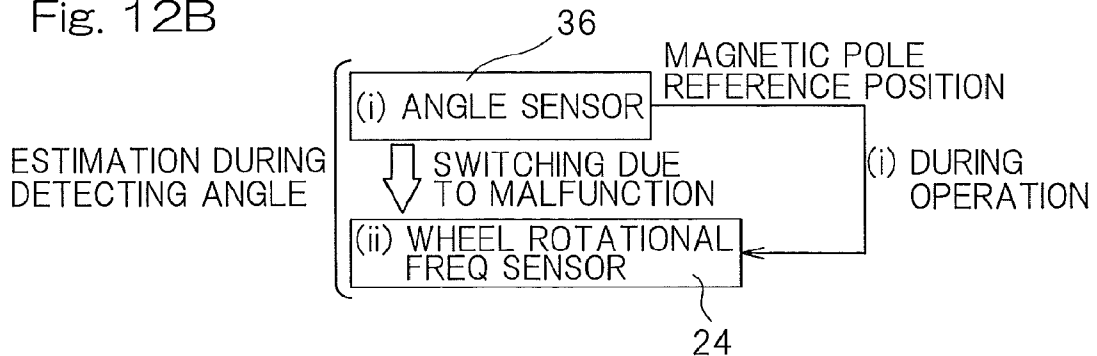 Fig. 12B
36
MAGNETIC POLE
REFERENCE POSITION
(i) ANGLE SENSOR
ESTIMATION DURING
DETECTING ANGLE
SWITCHING DUE
TO MALFUNCTION
(i) DURING
OPERATION
(ii) WHEEL ROTATIONAL
FREQ SENSOR
24